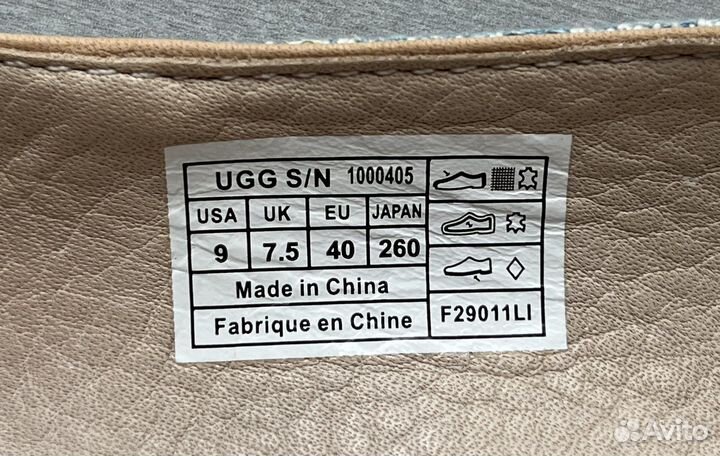 UGG S/N 1000405
USA UK EU JAPAN
9 7.5 40 260
Made in China
Fabrique en Chine
F29011LI
Avito